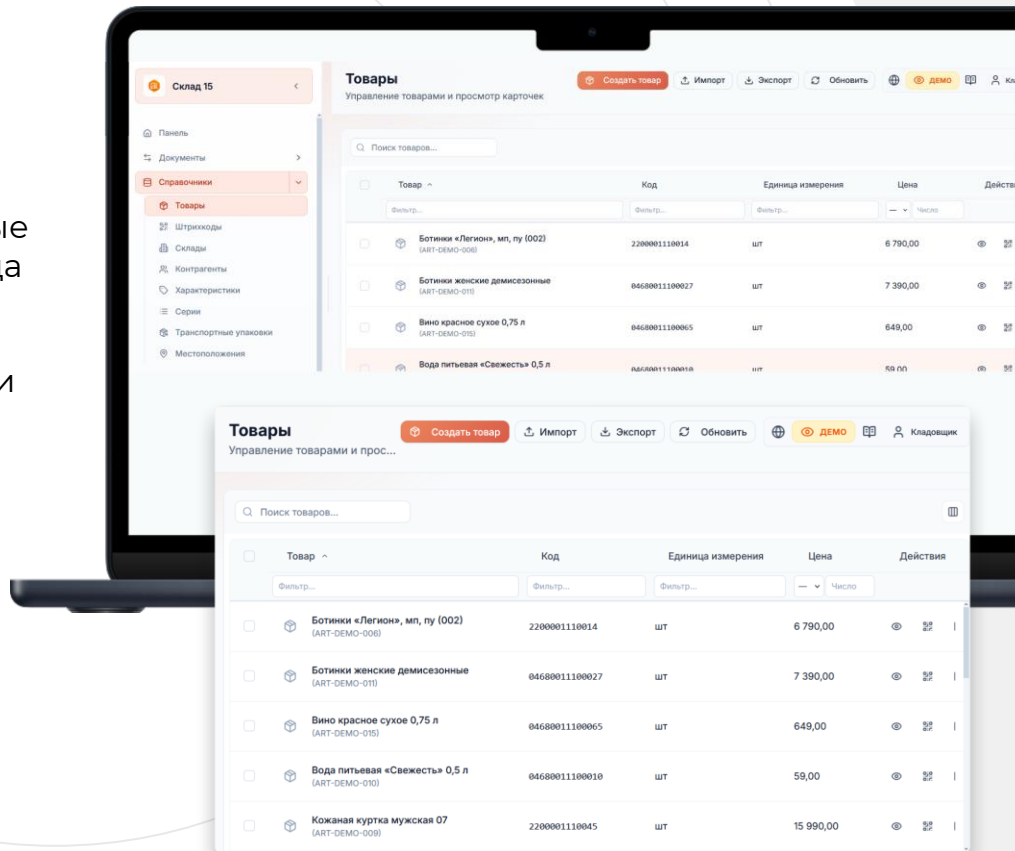 Склад 15
Товары
Управление товарами и просмотр карточек
Создать товар
Импорт
Экспорт
Обновить
ДЕМО
Панель
Документы
Справочники
Товары
Штрихкоды
Склады
Контрагенты
Характеристики
Серии
Транспортные упаковки
Местоположения
Поиск товаров...
Товар Код Единица измерения Цена
Фильтр... Фильтр... Фильтр... — Число
Ботинки «Легион», мп, пу (002) 2200001110014 шт 6 790,00
(ART-DEMO-006)
Ботинки женские демисезонные 04680011100027 шт 7 390,00
(ART-DEMO-011)
Вино красное сухое 0,75 л 04680011100065 шт 649,00
(ART-DEMO-015)
Вода питьевая «Свежесть» 0,5 л 04680011100010 шт 59,00
Товары
Управление товарами и прос...
Создать товар
Импорт
Экспорт
Обновить
ДЕМО
Кладовщик
Поиск товаров...
Товар Код Единица измерения Цена Действия
Фильтр... Фильтр... Фильтр... — Число
Ботинки «Легион», мп, пу (002) 2200001110014 шт 6 790,00
(ART-DEMO-006)
Ботинки женские демисезонные 04680011100027 шт 7 390,00
(ART-DEMO-011)
Вино красное сухое 0,75 л 04680011100065 шт 649,00
(ART-DEMO-015)
Вода питьевая «Свежесть» 0,5 л 04680011100010 шт 59,00
(ART-DEMO-010)
Кожаная куртка мужская 07 2200001110045 шт 15 990,00
(ART-DEMO-009)